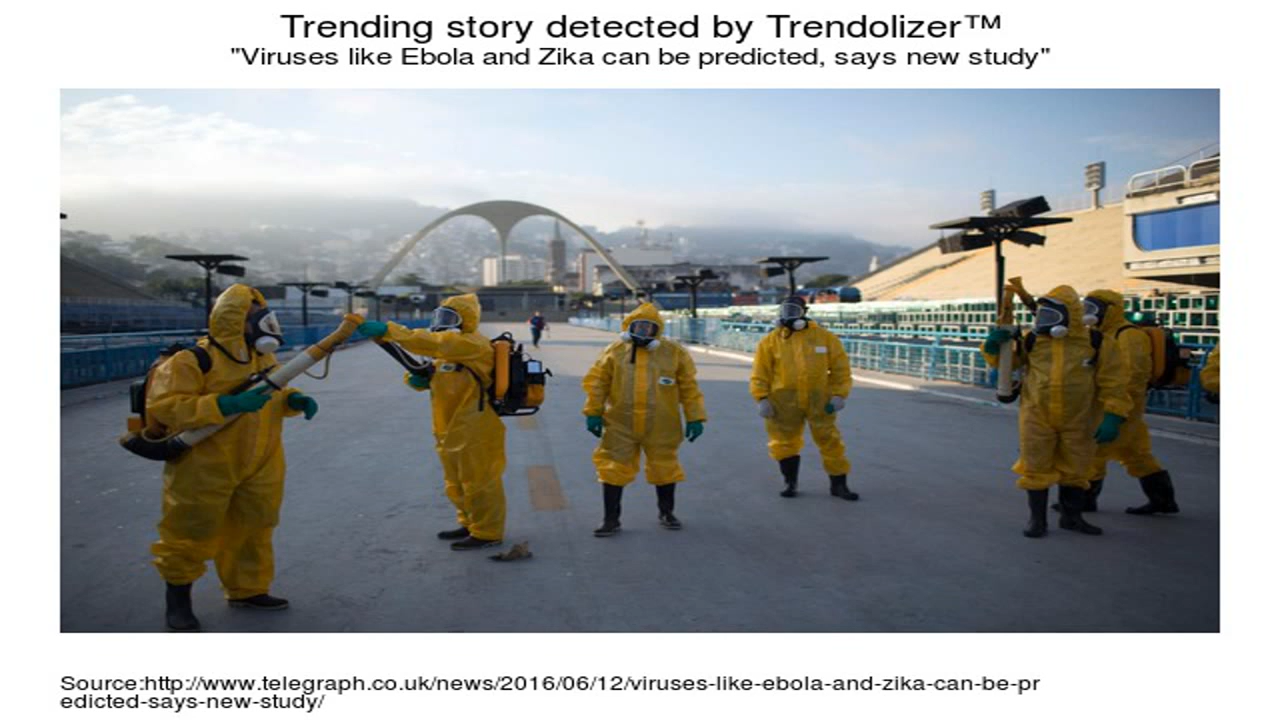 Trending story detected by Trendolizer™
"Viruses like Ebola and Zika can be predicted, says new study"
Source:http://www.telegraph.co.uk/news/2016/06/12/viruses-like-ebola-and-zika-can-be-pr
edicted-says-new-study/